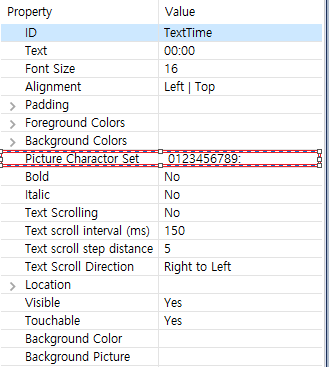 Property Value
ID TextTime
Text 00:00
Font Size 16
Alignment Left | Top
Padding
Foreground Colors
Background Colors
Picture Charactor Set 0123456789:
Bold No
Italic No
Text Scrolling No
Text scroll interval (ms) 150
Text scroll step distance 5
Text Scroll Direction Right to Left
Location
Visible Yes
Touchable Yes
Background Color
Background Picture